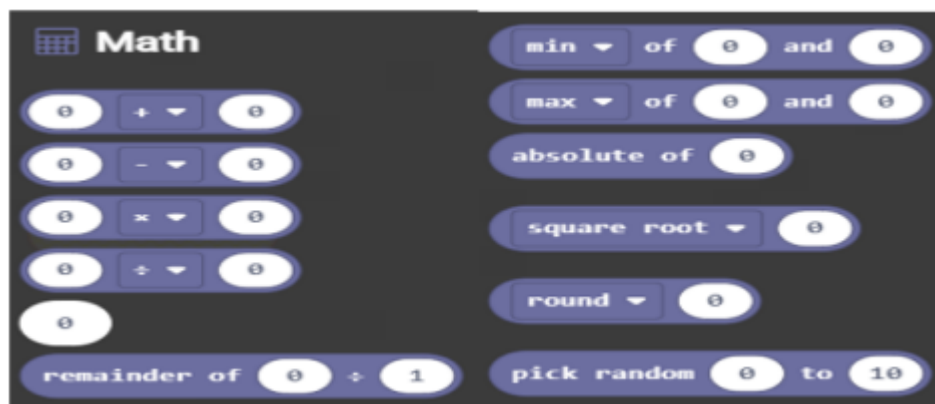 Math
0 + 0
0 - 0
0 × 0
0 ÷ 0
0
remainder of 0 ÷ 1
min of 0 and 0
max of 0 and 0
absolute of 0
square root 0
round 0
pick random 0 to 10